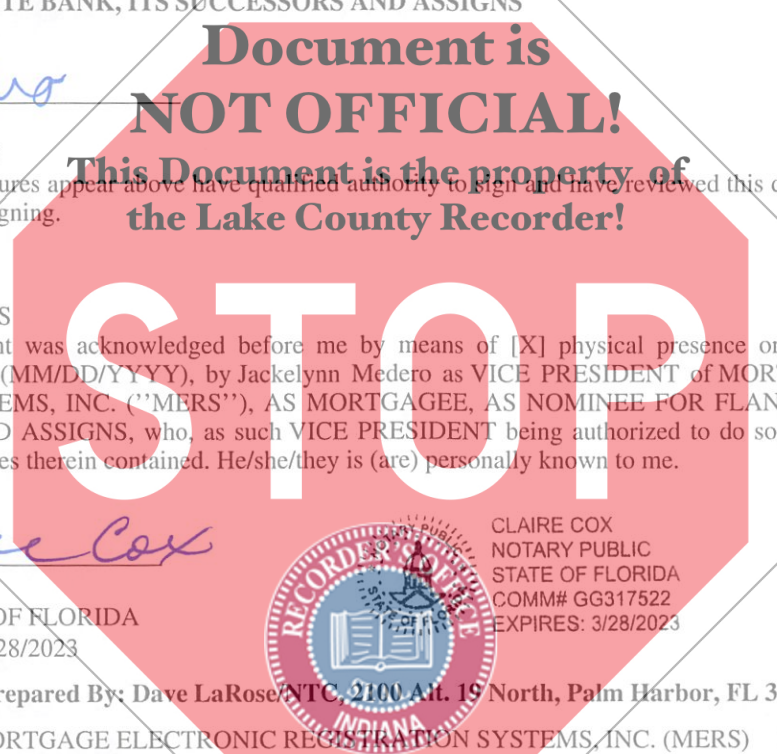 TE BANK, ITS SUCCESSORS AND ASSIGNS
Document is
NOT OFFICIAL!
This Document is the property of
ures appear above have qualified authority to sign and have reviewed this d
gning.
the Lake County Recorder!
S
nt was acknowledged before me by means of [X] physical presence or
(MM/DD/YYYY), by Jackelynn Medero as VICE PRESIDENT of MORT
EMS, INC. (''MERS''), AS MORTGAGEE, AS NOMINEE FOR FLAN
D ASSIGNS, who, as such VICE PRESIDENT being authorized to do so
es therein contained. He/she/they is (are) personally known to me.
STOP
e Cox
CLAIRE COX
NOTARY PUBLIC
STATE OF FLORIDA
COMM# GG317522
EXPIRES: 3/28/2023
NOTARY PUBLIC
STATE OF
RECORDER'S OFFICE
INDIANA
OF FLORIDA
28/2023
repared By: Dave LaRose/NTC, 2100 Alt. 19 North, Palm Harbor, FL 3
ORTGAGE ELECTRONIC REGISTRATION SYSTEMS, INC. (MERS)